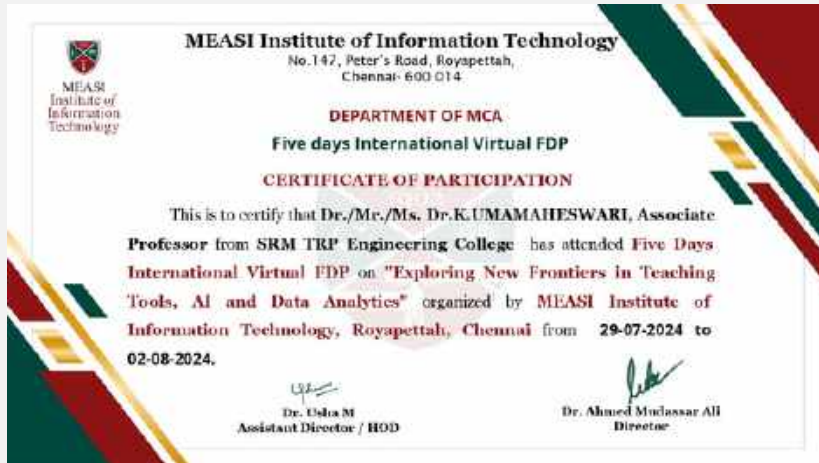 MEASI Institute of Information Technology
No.147, Peter's Road, Royapettah,
Chennai- 600 014
MEASI
Institute of
Information
Technology
DEPARTMENT OF MCA
Five days International Virtual FDP
CERTIFICATE OF PARTICIPATION
This is to certify that Dr./Mr./Ms. Dr.K.UMAMAHESWARI, Associate
Professor from SRM TRP Engineering College has attended Five Days
International Virtual FDP on "Exploring New Frontiers in Teaching
Tools, AI and Data Analytics" organized by MEASI Institute of
Information Technology, Royapettah, Chennai from 29-07-2024 to
02-08-2024.
Dr. Usha M
Assistant Director / HOD
Dr. Ahmed Mudassar Ali
Director